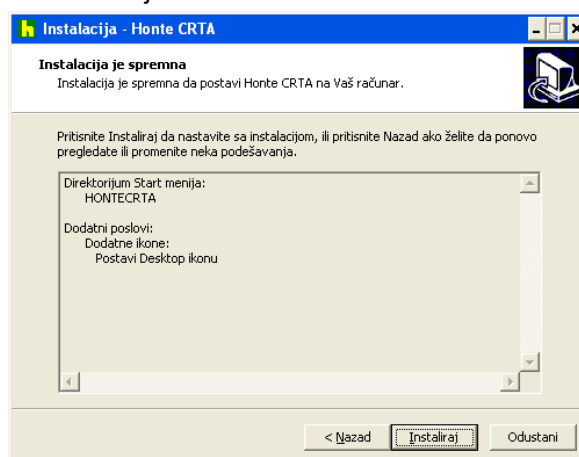 Instalacija - Honte CRTA
Instalacija je spremna
Instalacija je spremna da postavi Honte CRTA na Vaš računar.
Pritisnite Instaliraj da nastavite sa instalacijom, ili pritisnite Nazad ako želite da ponovo
pregledate ili promenite neka podešavanja.
Direktorijum Start menija:
HONTECRTA
Dodatni poslovi:
Dodatne ikone:
Postavi Desktop ikonu
< Nazad
Instaliraj
Odustani